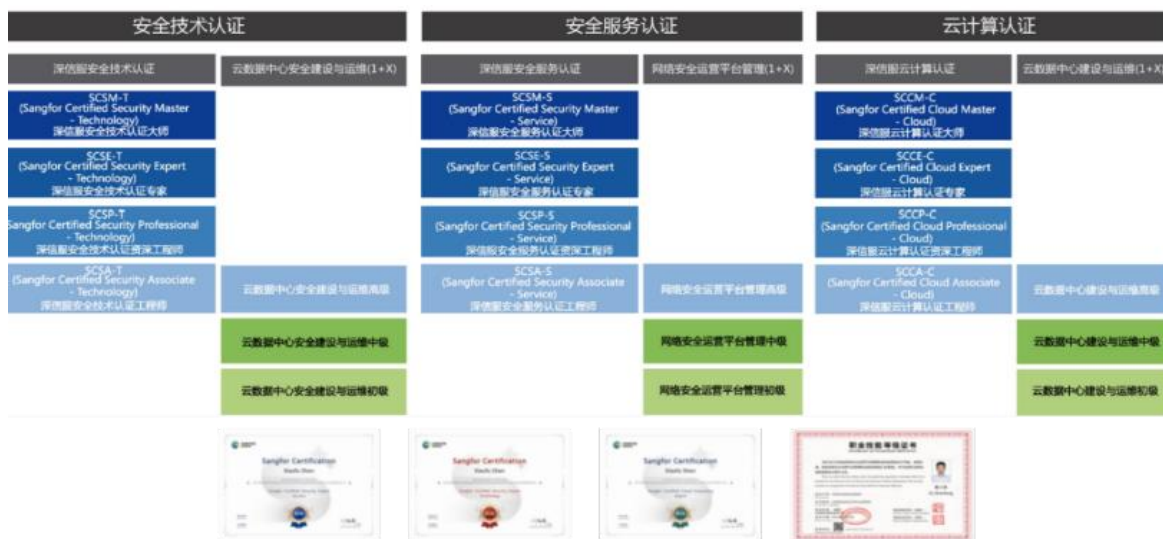 安全技术认证
安全服务认证
云计算认证
深信服安全技术认证
云数据中心安全建设与运维(1+X)
深信服安全服务认证
网络安全运营平台管理(1+X)
深信服云计算认证
云数据中心建设与运维(1+X)
SCSM-T
(Sangfor Certified Security Master
- Technology)
深信服安全技术认证大师
SCSM-S
(Sangfor Certified Security Master
- Service)
深信服安全服务认证大师
SCCM-C
(Sangfor Certified Cloud Master
- Cloud)
深信服云计算认证大师
SCSE-T
(Sangfor Certified Security Expert
- Technology)
深信服安全技术认证专家
SCSE-S
(Sangfor Certified Security Expert
- Service)
深信服安全服务认证专家
SCCE-C
(Sangfor Certified Cloud Expert
- Cloud)
深信服云计算认证专家
SCSP-T
Sangfor Certified Security Professional
- Technology)
深信服安全技术认证资深工程师
SCSP-S
(Sangfor Certified Security Professional
- Service)
深信服安全服务认证资深工程师
SCCP-C
(Sangfor Certified Cloud Professional
- Cloud)
深信服云计算认证资深工程师
SCSA-T
(Sangfor Certified Security Associate
- Technology)
深信服安全技术认证工程师
云数据中心安全建设与运维高级
SCSA-S
(Sangfor Certified Security Associate
- Service)
深信服安全服务认证工程师
网络安全运营平台管理高级
SCCA-C
(Sangfor Certified Cloud Associate
- Cloud)
深信服云计算认证工程师
云数据中心建设与运维高级
云数据中心安全建设与运维中级
网络安全运营平台管理中级
云数据中心建设与运维中级
云数据中心安全建设与运维初级
网络安全运营平台管理初级
云数据中心建设与运维初级
Sangfor Certification
Sangfor Certification
Sangfor Certification
职业技能等级证书